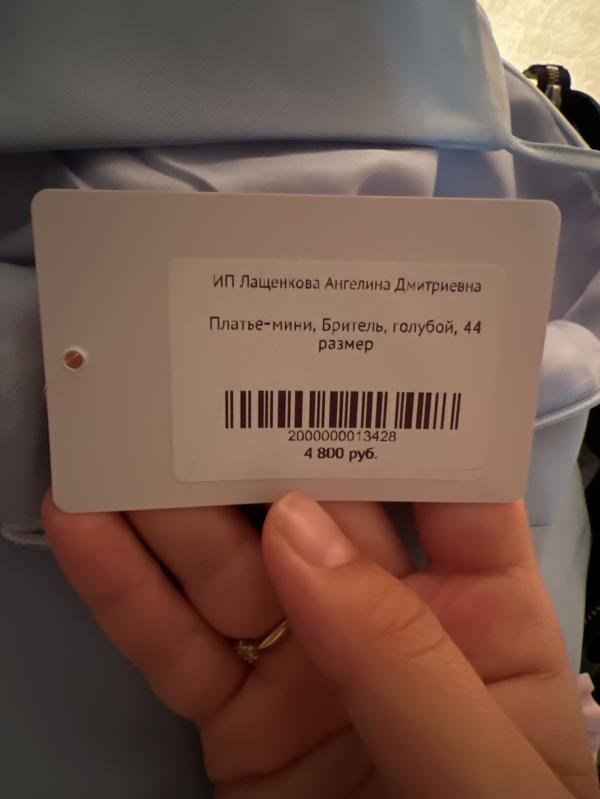 ИП Лащенкова Ангелина Дмитриевна
Платье-мини, Бритель, голубой, 44
размер
2000000013428
4 800 руб.